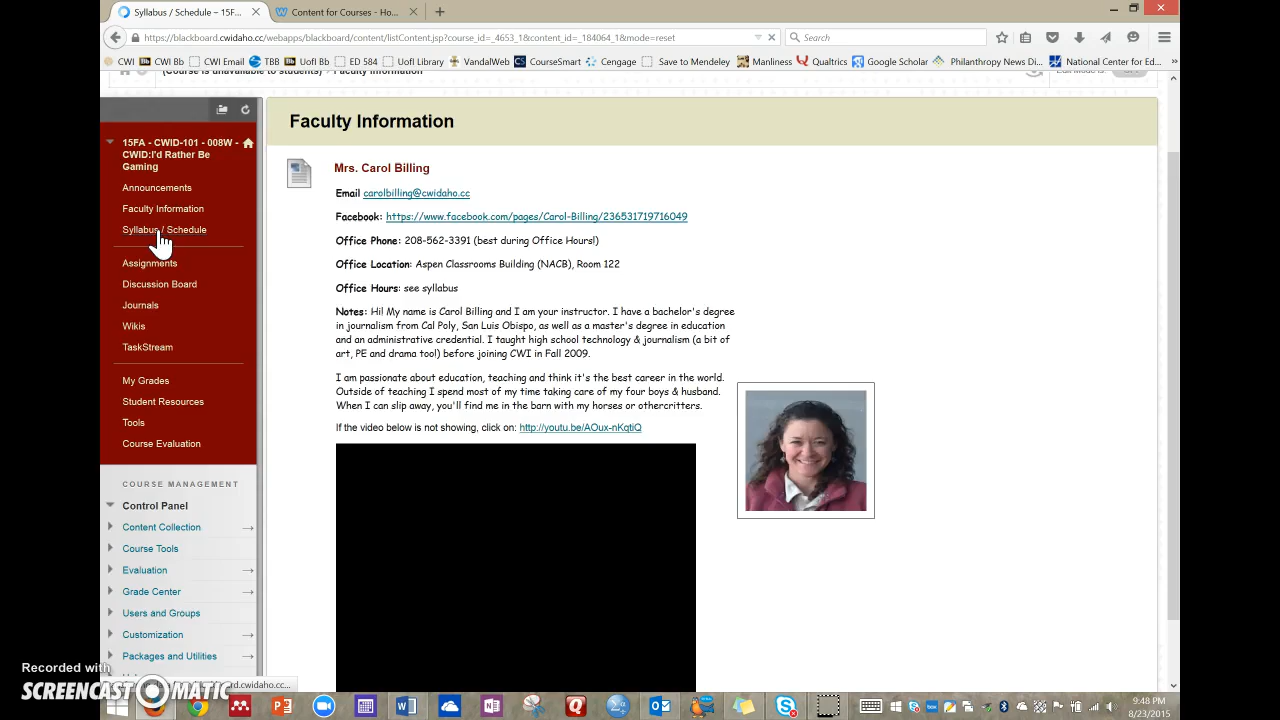 Syllabus / Schedule – 15F...
Content for Courses - Ho...
https://blackboard.cwidaho.cc/webapps/blackboard/content/listContent.jsp?course_id=_4653_1&content_id=_184064_1&mode=reset
Search
CWI
CWI Bb
CWI Email
TBB
UofI Bb
ED 584
UofI Library
VandalWeb
CourseSmart
Cengage
Save to Mendeley
Manliness
Qualtrics
Google Scholar
Philanthropy News Di...
National Center for Ed...
(Course is unavailable to students)
Faculty Information
Edit Mode is:
15FA - CWID-101 - 008W -
CWID:I'd Rather Be
Gaming
Announcements
Faculty Information
Syllabus / Schedule
Assignments
Discussion Board
Journals
Wikis
TaskStream
My Grades
Student Resources
Tools
Course Evaluation
COURSE MANAGEMENT
Control Panel
Content Collection
Course Tools
Evaluation
Grade Center
Users and Groups
Customization
Packages and Utilities
Faculty Information
Mrs. Carol Billing
Email carolbilling@cwidaho.cc
Facebook: https://www.facebook.com/pages/Carol-Billing/236531719716049
Office Phone: 208-562-3391 (best during Office Hours!)
Office Location: Aspen Classrooms Building (NACB), Room 122
Office Hours: see syllabus
Notes: Hi! My name is Carol Billing and I am your instructor. I have a bachelor's degree
in journalism from Cal Poly, San Luis Obispo, as well as a master's degree in education
and an administrative credential. I taught high school technology & journalism (a bit of
art, PE and drama too!) before joining CWI in Fall 2009.
I am passionate about education, teaching and think it's the best career in the world.
Outside of teaching I spend most of my time taking care of my four boys & husband.
When I can slip away, you'll find me in the barn with my horses or othercritters.
If the video below is not showing, click on: http://youtu.be/AOux-nKqtiQ
Recorded with
SCREENCAST-O-MATIC
9:48 PM
8/23/2015